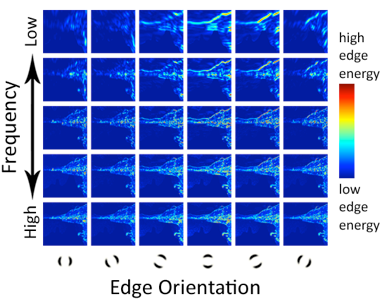 Low
Frequency
High
Edge Orientation
high
edge
energy
low
edge
energy